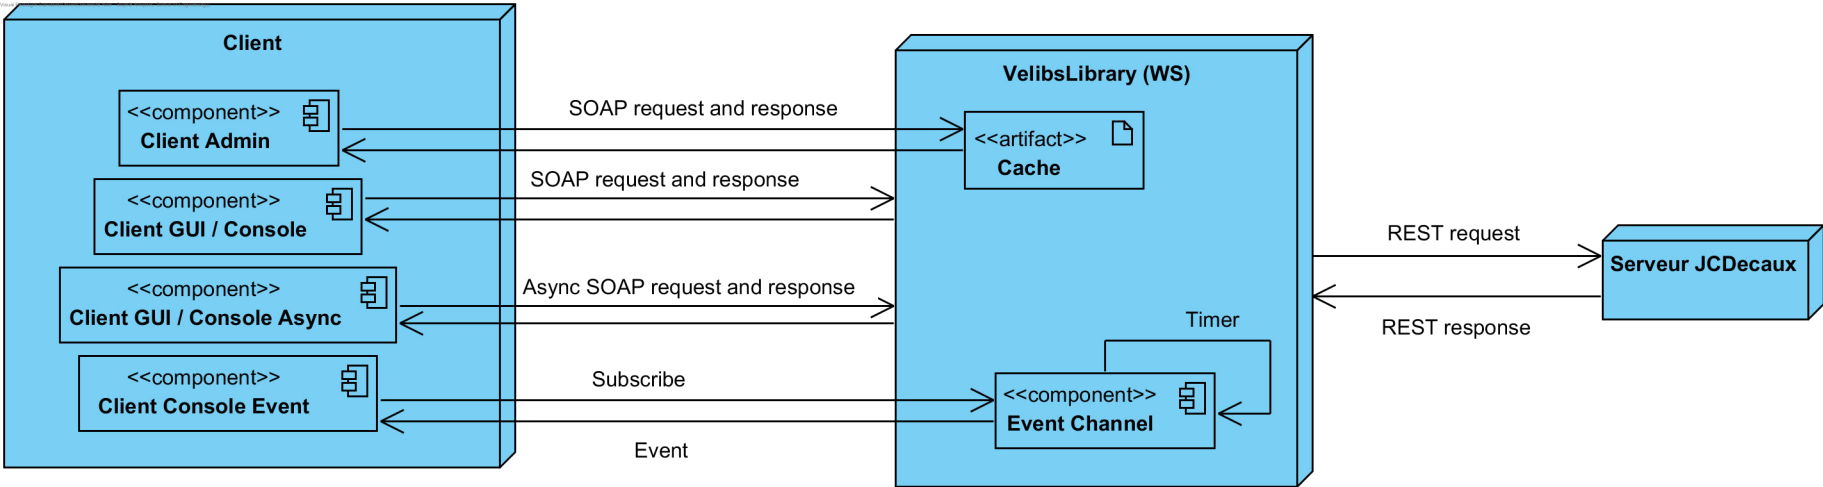 Client
<<component>>
Client Admin
<<component>>
Client GUI / Console
<<component>>
Client GUI / Console Async
<<component>>
Client Console Event
SOAP request and response
SOAP request and response
Async SOAP request and response
Subscribe
Event
VelibsLibrary (WS)
<<artifact>>
Cache
Timer
<<component>>
Event Channel
REST request
REST response
Serveur JCDecaux